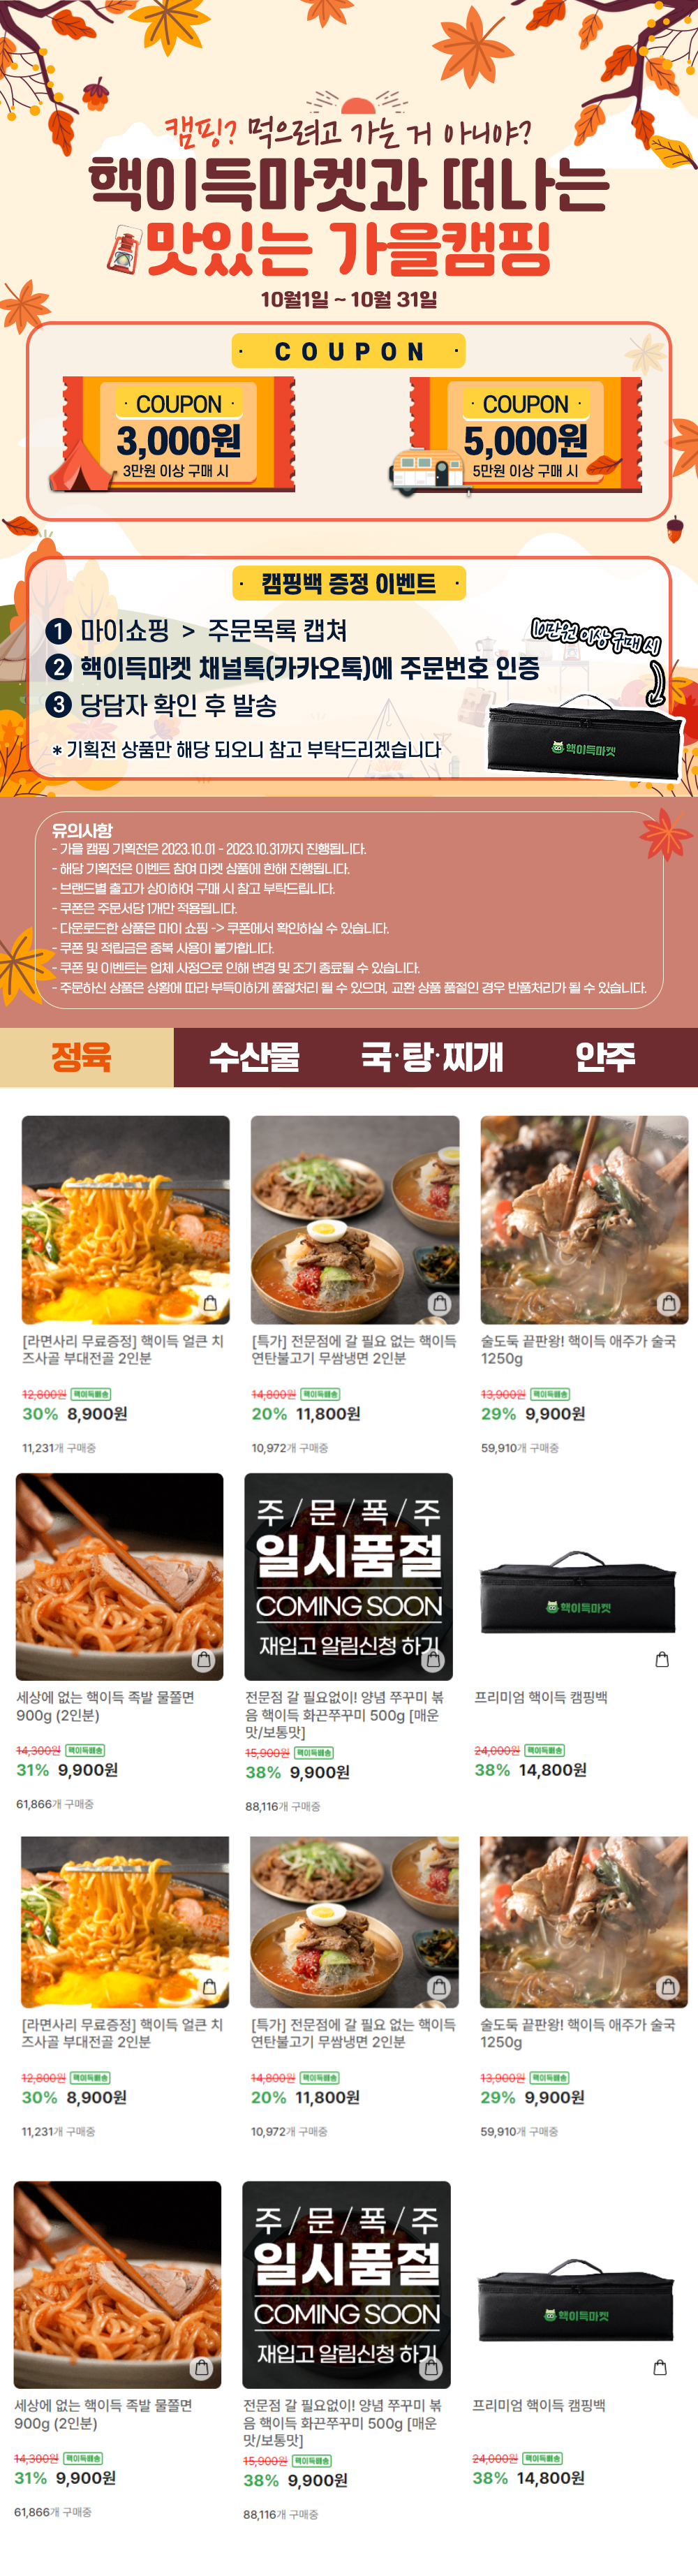 캠핑? 먹으려고 가는 거 아니야?
핵이득마켓과 떠나는
맛있는 가을캠핑
10월1일 ~ 10월 31일
· COUPON ·
· COUPON ·
3,000원
3만원 이상 구매 시
· COUPON ·
5,000원
5만원 이상 구매 시
· 캠핑백 증정 이벤트 ·
1 마이쇼핑 > 주문목록 캡쳐
10만원 이상 구매 시
2 핵이득마켓 채널톡(카카오톡)에 주문번호 인증
3 당담자 확인 후 발송
핵이득마켓
* 기획전 상품만 해당 되오니 참고 부탁드리겠습니다
유의사항
- 가을 캠핑 기획전은 2023.10.01 - 2023.10.31까지 진행됩니다.
- 해당 기획전은 이벤트 참여 마켓 상품에 한해 진행됩니다.
- 브랜드별 출고가 상이하여 구매 시 참고 부탁드립니다.
- 쿠폰은 주문서당 1개만 적용됩니다.
- 다운로드한 상품은 마이 쇼핑 -> 쿠폰에서 확인하실 수 있습니다.
- 쿠폰 및 적립금은 중복 사용이 불가합니다.
- 쿠폰 및 이벤트는 업체 사정으로 인해 변경 및 조기 종료될 수 있습니다.
- 주문하신 상품은 상황에 따라 부득이하게 품절처리 될 수 있으며, 교환 상품 품절인 경우 반품처리가 될 수 있습니다.
정육 수산물 국·탕·찌개 안주
[라면사리 무료증정] 핵이득 얼큰 치
즈사골 부대전골 2인분
12,800원 핵이득배송
30% 8,900원
11,231개 구매중
[특가] 전문점에 갈 필요 없는 핵이득
연탄불고기 무쌈냉면 2인분
14,800원 핵이득배송
20% 11,800원
10,972개 구매중
술도둑 끝판왕! 핵이득 애주가 술국
1250g
13,900원 핵이득배송
29% 9,900원
59,910개 구매중
세상에 없는 핵이득 족발 물쫄면
900g (2인분)
14,300원 핵이득배송
31% 9,900원
61,866개 구매중
주/문/폭/주
일시품절
COMING SOON
재입고 알림신청 하기
전문점 갈 필요없이! 양념 쭈꾸미 볶
음 핵이득 화끈쭈꾸미 500g [매운
맛/보통맛]
15,900원 핵이득배송
38% 9,900원
88,116개 구매중
핵이득마켓
프리미엄 핵이득 캠핑백
24,000원 핵이득배송
38% 14,800원
[라면사리 무료증정] 핵이득 얼큰 치
즈사골 부대전골 2인분
12,800원 핵이득배송
30% 8,900원
11,231개 구매중
[특가] 전문점에 갈 필요 없는 핵이득
연탄불고기 무쌈냉면 2인분
14,800원 핵이득배송
20% 11,800원
10,972개 구매중
술도둑 끝판왕! 핵이득 애주가 술국
1250g
13,900원 핵이득배송
29% 9,900원
59,910개 구매중
세상에 없는 핵이득 족발 물쫄면
900g (2인분)
14,300원 핵이득배송
31% 9,900원
61,866개 구매중
주/문/폭/주
일시품절
COMING SOON
재입고 알림신청 하기
전문점 갈 필요없이! 양념 쭈꾸미 볶
음 핵이득 화끈쭈꾸미 500g [매운
맛/보통맛]
15,900원 핵이득배송
38% 9,900원
88,116개 구매중
핵이득마켓
프리미엄 핵이득 캠핑백
24,000원 핵이득배송
38% 14,800원